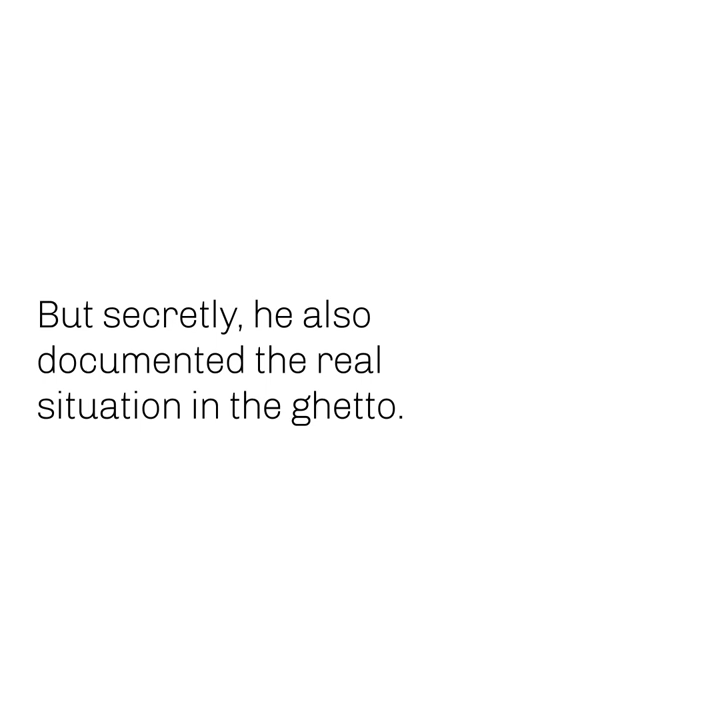 But secretly, he also
documented the real
situation in the ghetto.